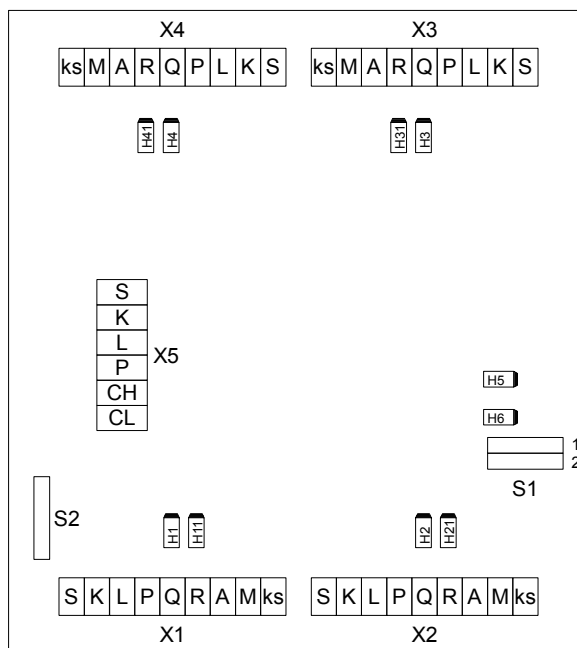 X4 X3
ks M A R Q P L K S ks M A R Q P L K S
H41 H4 H31 H3
S
K
L
P X5
CH
CL
H5
H6
1
2
S1
S2
H1 H11 H2 H21
S K L P Q R A M ks S K L P Q R A M ks
X1 X2